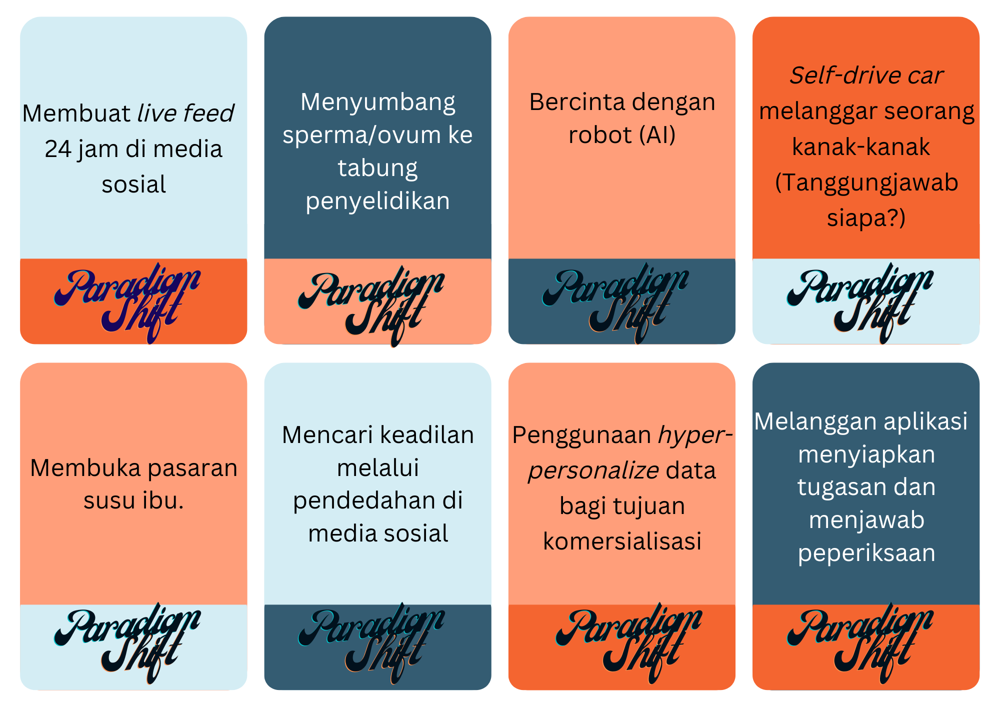 Membuat live feed
24 jam di media
sosial
Paradigm
Shift
Menyumbang
sperma/ovum ke
tabung
penyelidikan
Paradigm
Shift
Bercinta dengan
robot (AI)
Paradigm
Shift
Self-drive car
melanggar seorang
kanak-kanak
(Tanggungjawab
siapa?)
Paradigm
Shift
Membuka pasaran
susu ibu.
Paradigm
Shift
Mencari keadilan
melalui
pendedahan di
media sosial
Paradigm
Shift
Penggunaan hyper-
personalize data
bagi tujuan
komersialisasi
Paradigm
Shift
Melanggan aplikasi
menyiapkan
tugasan dan
menjawab
peperiksaan
Paradigm
Shift